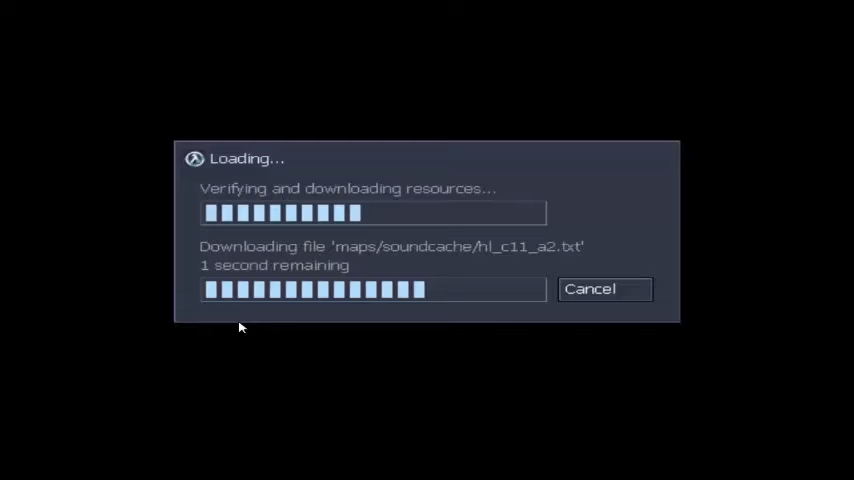 Loading...
Verifying and downloading resources...
Downloading file 'maps/soundcache/hl_c11_a2.txt'
1 second remaining
Cancel